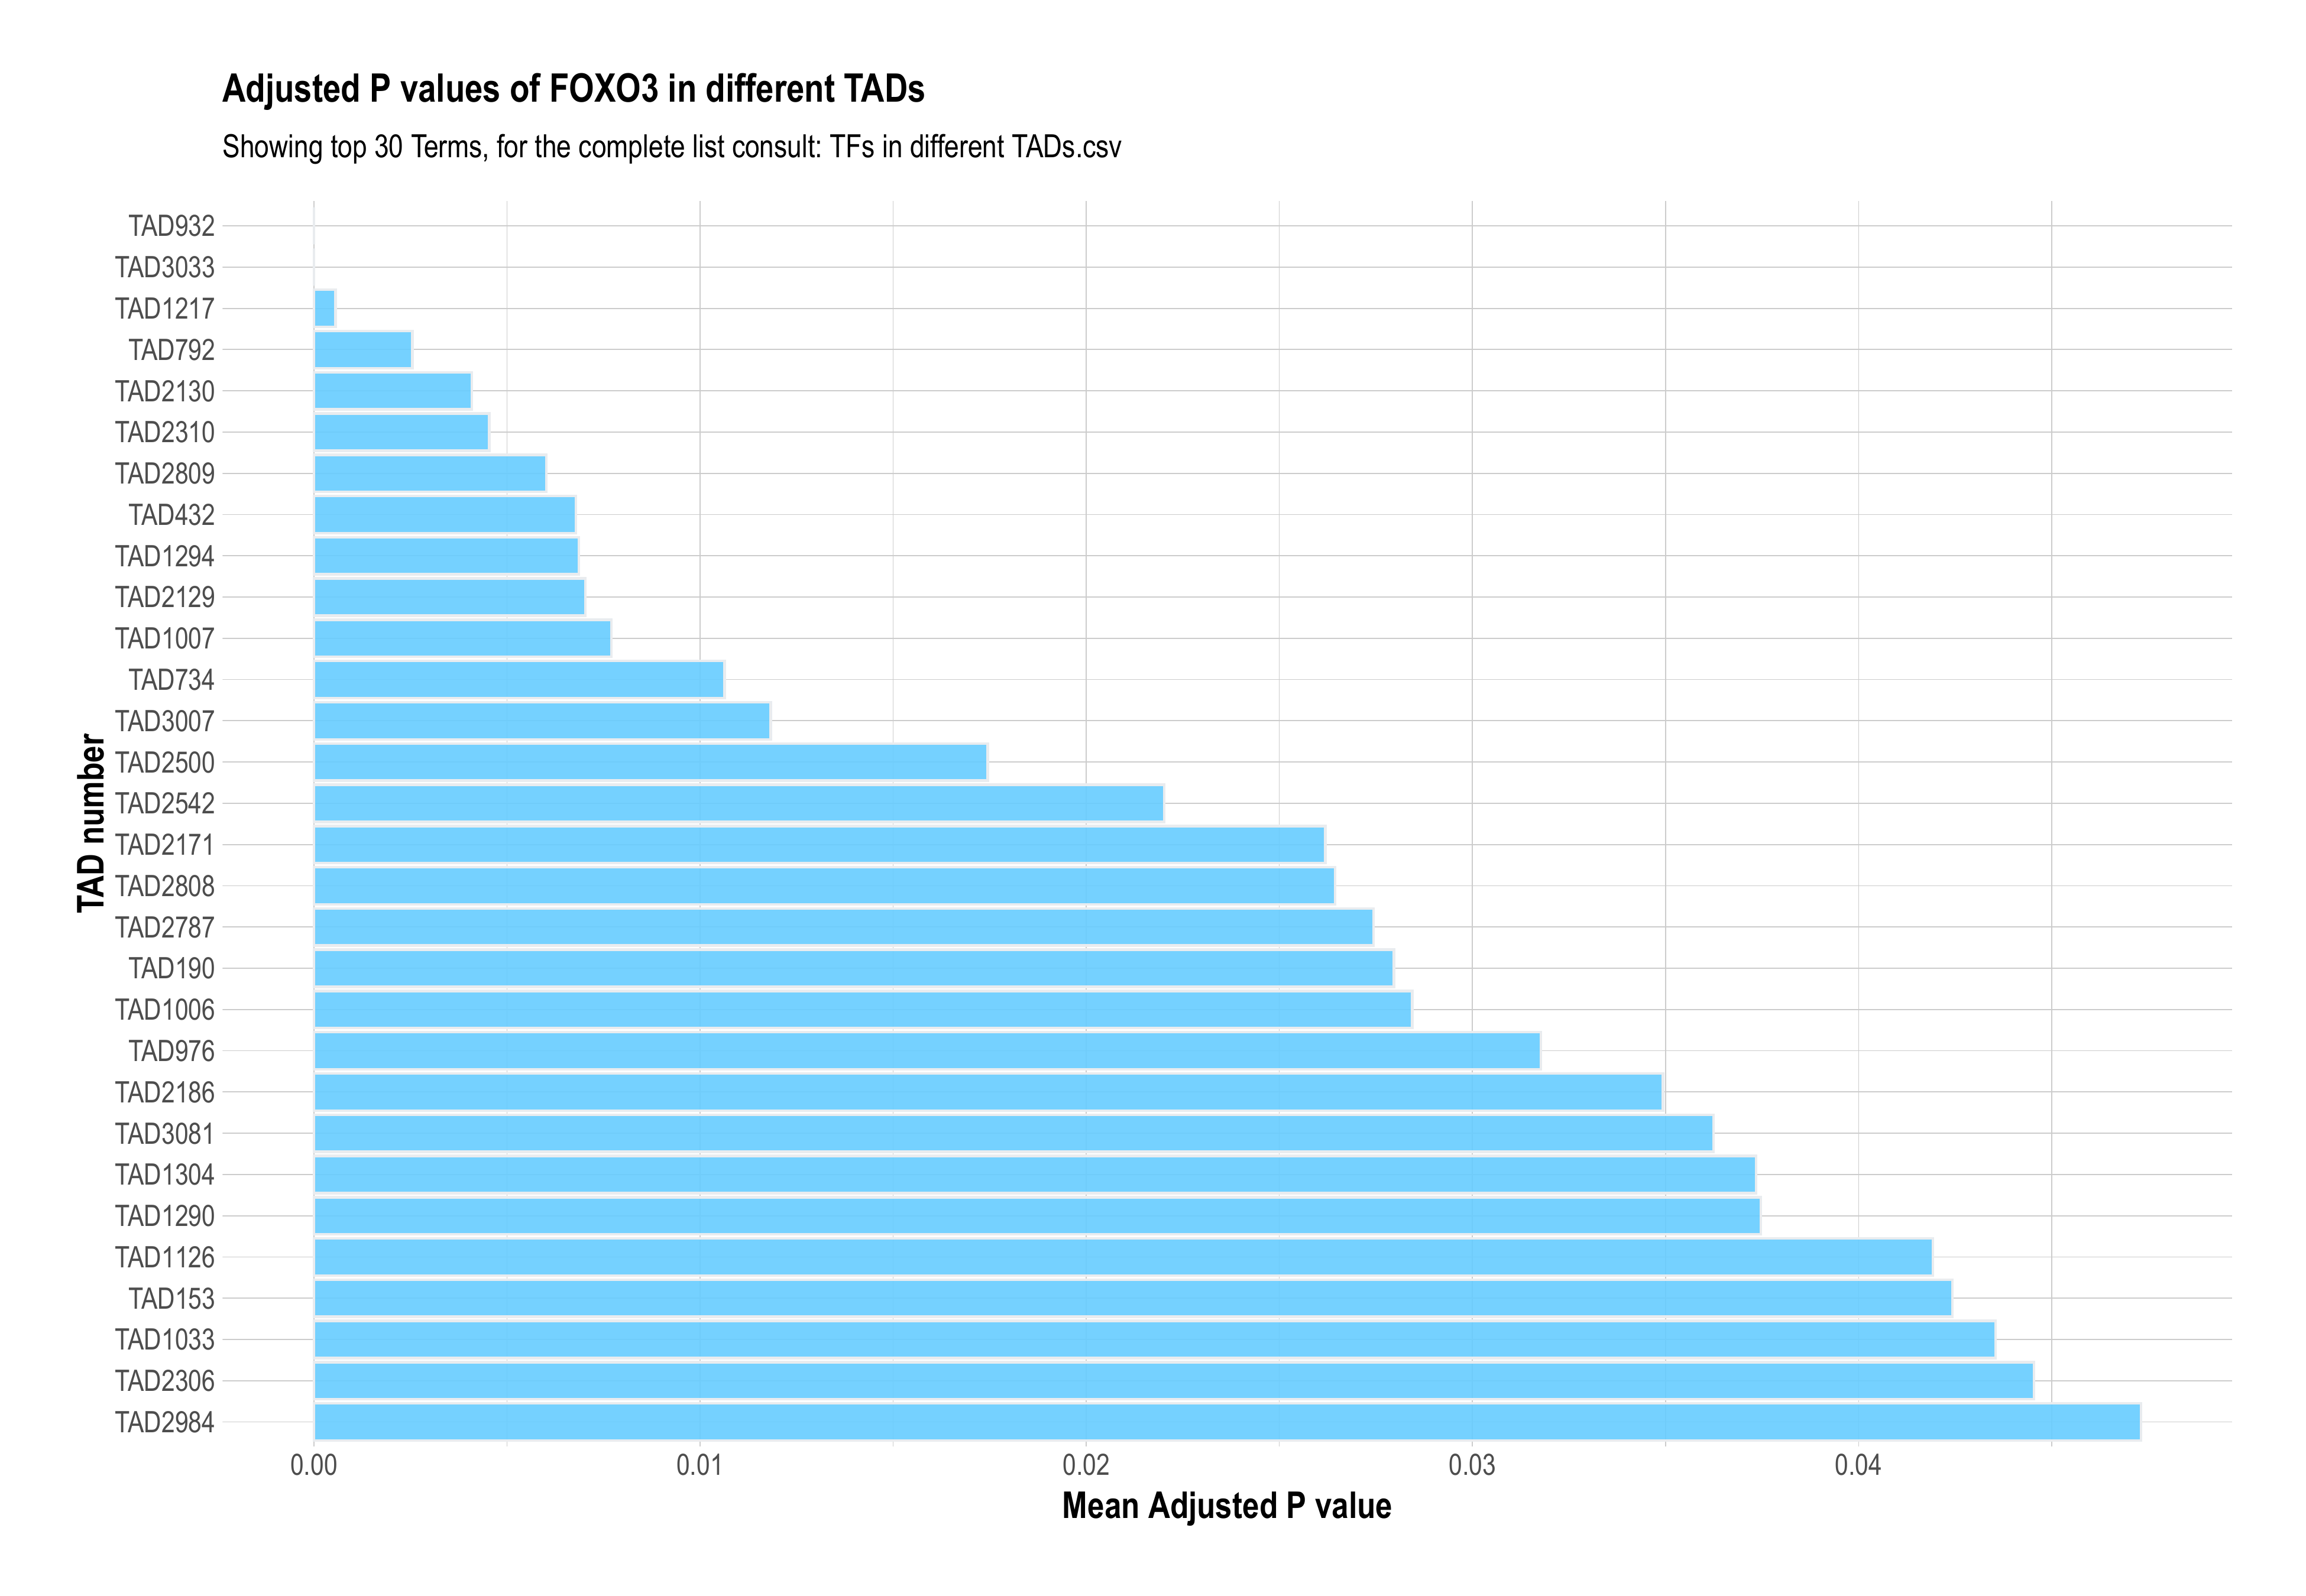 Adjusted P values of FOXO3 in different TADs
Showing top 30 Terms, for the complete list consult: TFs in different TADs.csv
TAD number
TAD932
TAD3033
TAD1217
TAD792
TAD2130
TAD2310
TAD2809
TAD432
TAD1294
TAD2129
TAD1007
TAD734
TAD3007
TAD2500
TAD2542
TAD2171
TAD2808
TAD2787
TAD190
TAD1006
TAD976
TAD2186
TAD3081
TAD1304
TAD1290
TAD1126
TAD153
TAD1033
TAD2306
TAD2984
0.00 0.01 0.02 0.03 0.04
Mean Adjusted P value